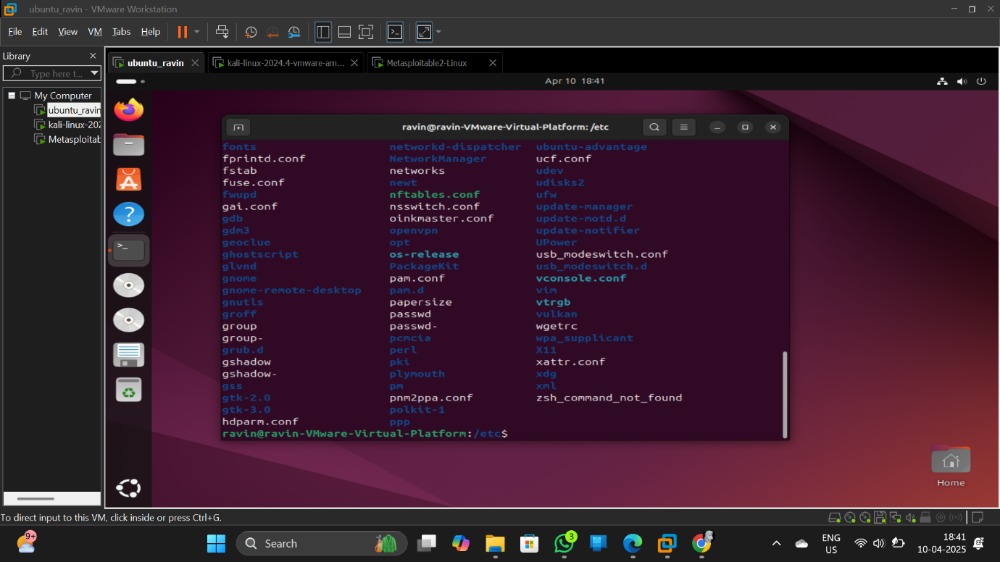 ubuntu_ravin - VMware Workstation
File Edit View VM Tabs Help
Library
Type here t...
My Computer
ubuntu_ravin
kali-linux-202
Metasploitab
ubuntu_ravin kali-linux-2024.4-vmware-am... Metasploitable2-Linux
Apr 10 18:41
ravin@ravin-VMware-Virtual-Platform: /etc
fonts networkd-dispatcher ubuntu-advantage
fprintd.conf NetworkManager ucf.conf
fstab networks udev
fuse.conf newt udisks2
fwupd nftables.conf ufw
gai.conf nsswitch.conf update-manager
gdb oinkmaster.conf update-motd.d
gdm3 openvpn update-notifier
geoclue opt UPower
ghostscript os-release usb_modeswitch.conf
glvnd PackageKit usb_modeswitch.d
gnome pam.conf vconsole.conf
gnome-remote-desktop pam.d vim
gnutls papersize vtrgb
groff passwd vulkan
group passwd- wgetrc
group- pcmcia wpa_supplicant
grub.d perl X11
gshadow pki xattr.conf
gshadow- plymouth xdg
gss pm xml
gtk-2.0 pnm2ppa.conf zsh_command_not_found
gtk-3.0 polkit-1
hdparm.conf ppp
ravin@ravin-VMware-Virtual-Platform:/etc$
Home
To direct input to this VM, click inside or press Ctrl+G.
9+
Search
3
ENG
US
18:41
10-04-2025